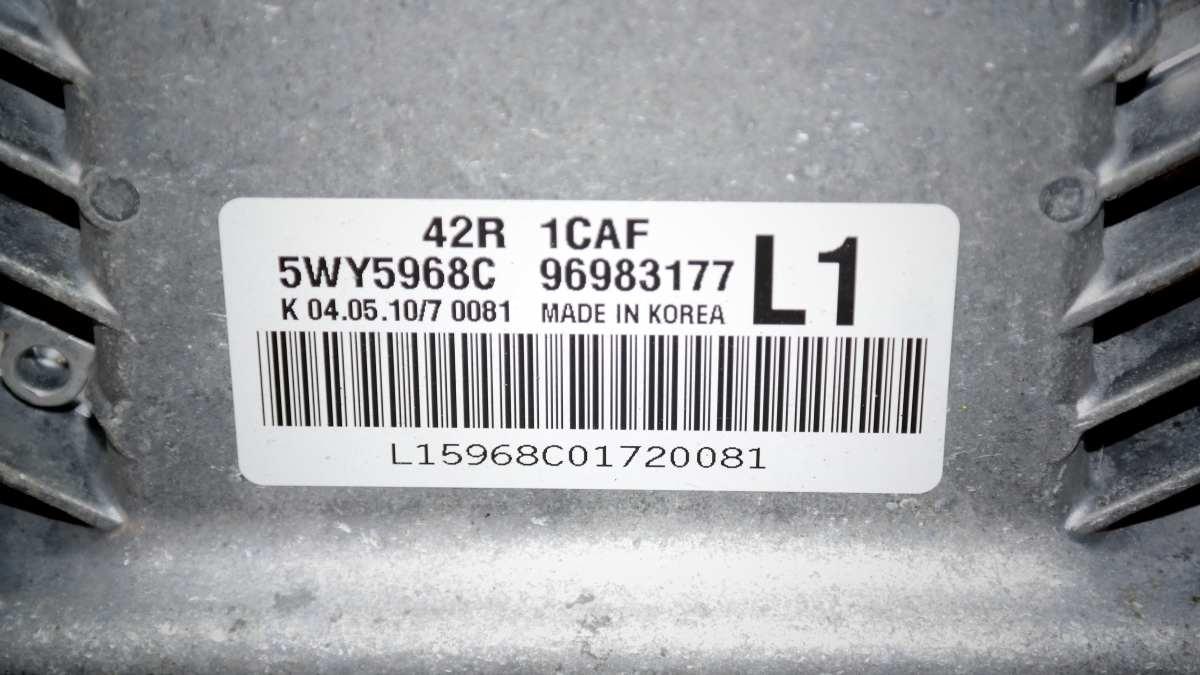 42R 1CAF
5WY5968C 96983177 L1
K 04.05.10/7 0081 MADE IN KOREA
L15968C01720081